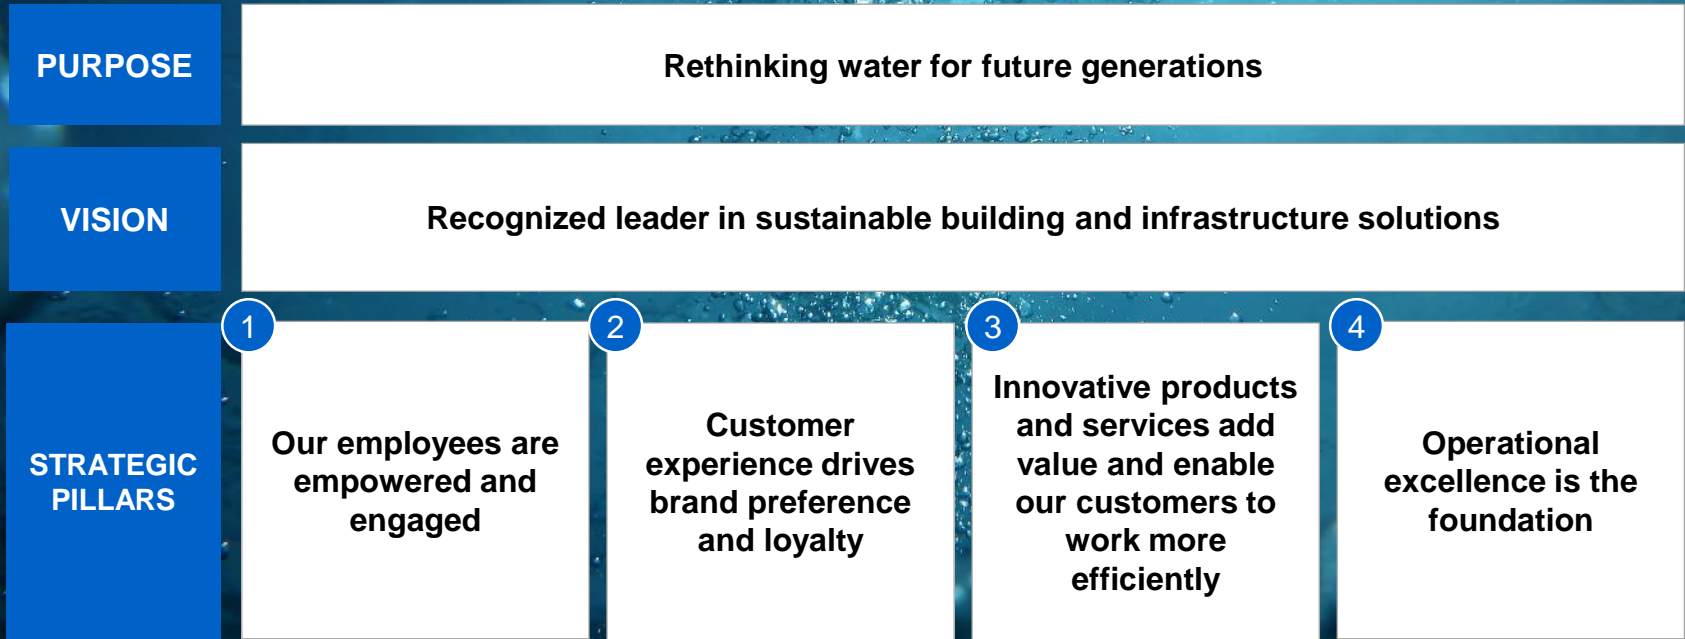 PURPOSE
Rethinking water for future generations
VISION
Recognized leader in sustainable building and infrastructure solutions
STRATEGIC
PILLARS
1
Our employees are
empowered and
engaged
2
Customer
experience drives
brand preference
and loyalty
3
Innovative products
and services add
value and enable
our customers to
work more
efficiently
4
Operational
excellence is the
foundation